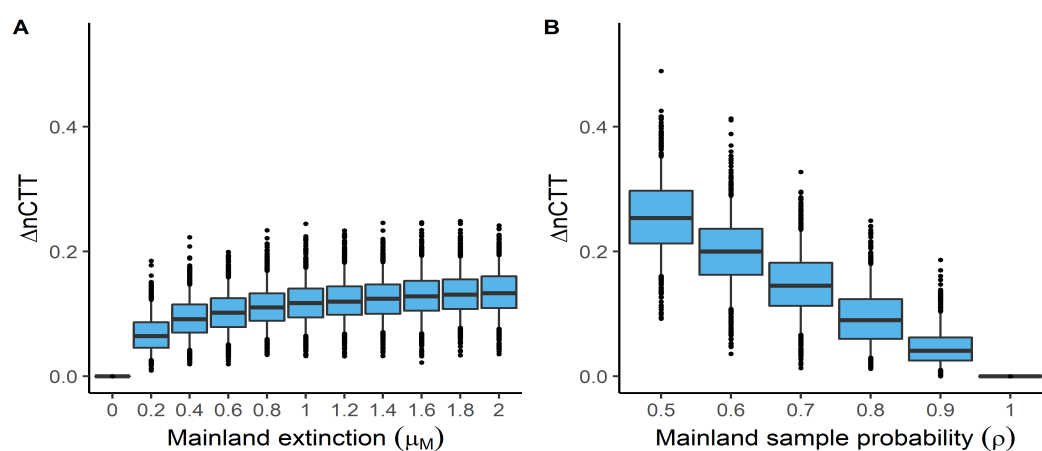 A
ΔnCTT
0.4
0.2
0.0
0 0.2 0.4 0.6 0.8 1 1.2 1.4 1.6 1.8 2
Mainland extinction (μM)
B
ΔnCTT
0.4
0.2
0.0
0.5 0.6 0.7 0.8 0.9 1
Mainland sample probability (ρ)